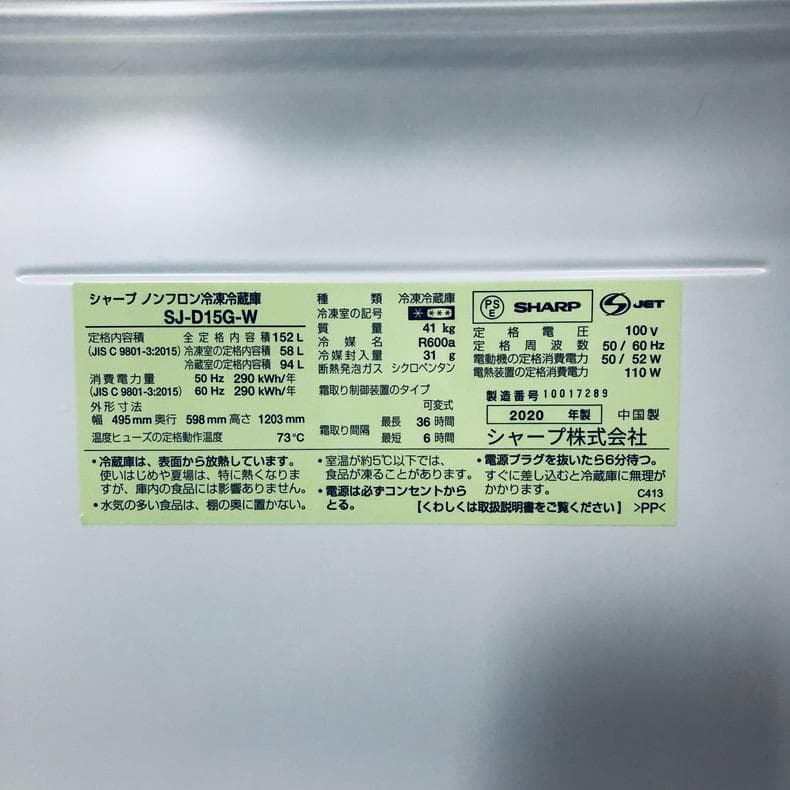 シャープ ノンフロン冷凍冷蔵庫
SJ-D15G-W
定格内容積 全定格内容積 152 L
(JIS C 9801-3:2015) 冷凍室の定格内容積 58 L
冷蔵室の定格内容積 94 L
消費電力量 50 Hz 290 kWh/年
(JIS C 9801-3:2015) 60 Hz 290 kWh/年
外形寸法
幅 495 mm 奥行 598 mm 高さ 1203 mm
温度ヒューズの定格動作温度 73℃
種類 冷凍冷蔵庫
冷凍室の記号 ****
質量 41 kg
冷媒名 R600a
冷媒封入量 31 g
断熱発泡ガス シクロペンタン
霜取り制御装置のタイプ
可変式
霜取り間隔 最長 36 時間
最短 6 時間
PSE SHARP S JET
定格電圧 100 V
定格周波数 50 / 60 Hz
電動機の定格消費電力 50 / 52 W
電熱装置の定格消費電力 110 W
製造番号 10017289
2020 年製 中国製
シャープ株式会社
・冷蔵庫は、表面から放熱しています。
使いはじめや夏場は、特に熱くなりま
すが、庫内の食品には影響ありません。
・水気の多い食品は、棚の奥に置かない。
・室温が約5℃以下では、
食品が凍ることがあります。
・電源は必ずコンセントから
とる。
・電源プラグを抜いたら6分待つ。
すぐに差し込むと冷蔵庫に無理が
かかります。
C413
【くわしくは取扱説明書をご覧ください】 >PP<